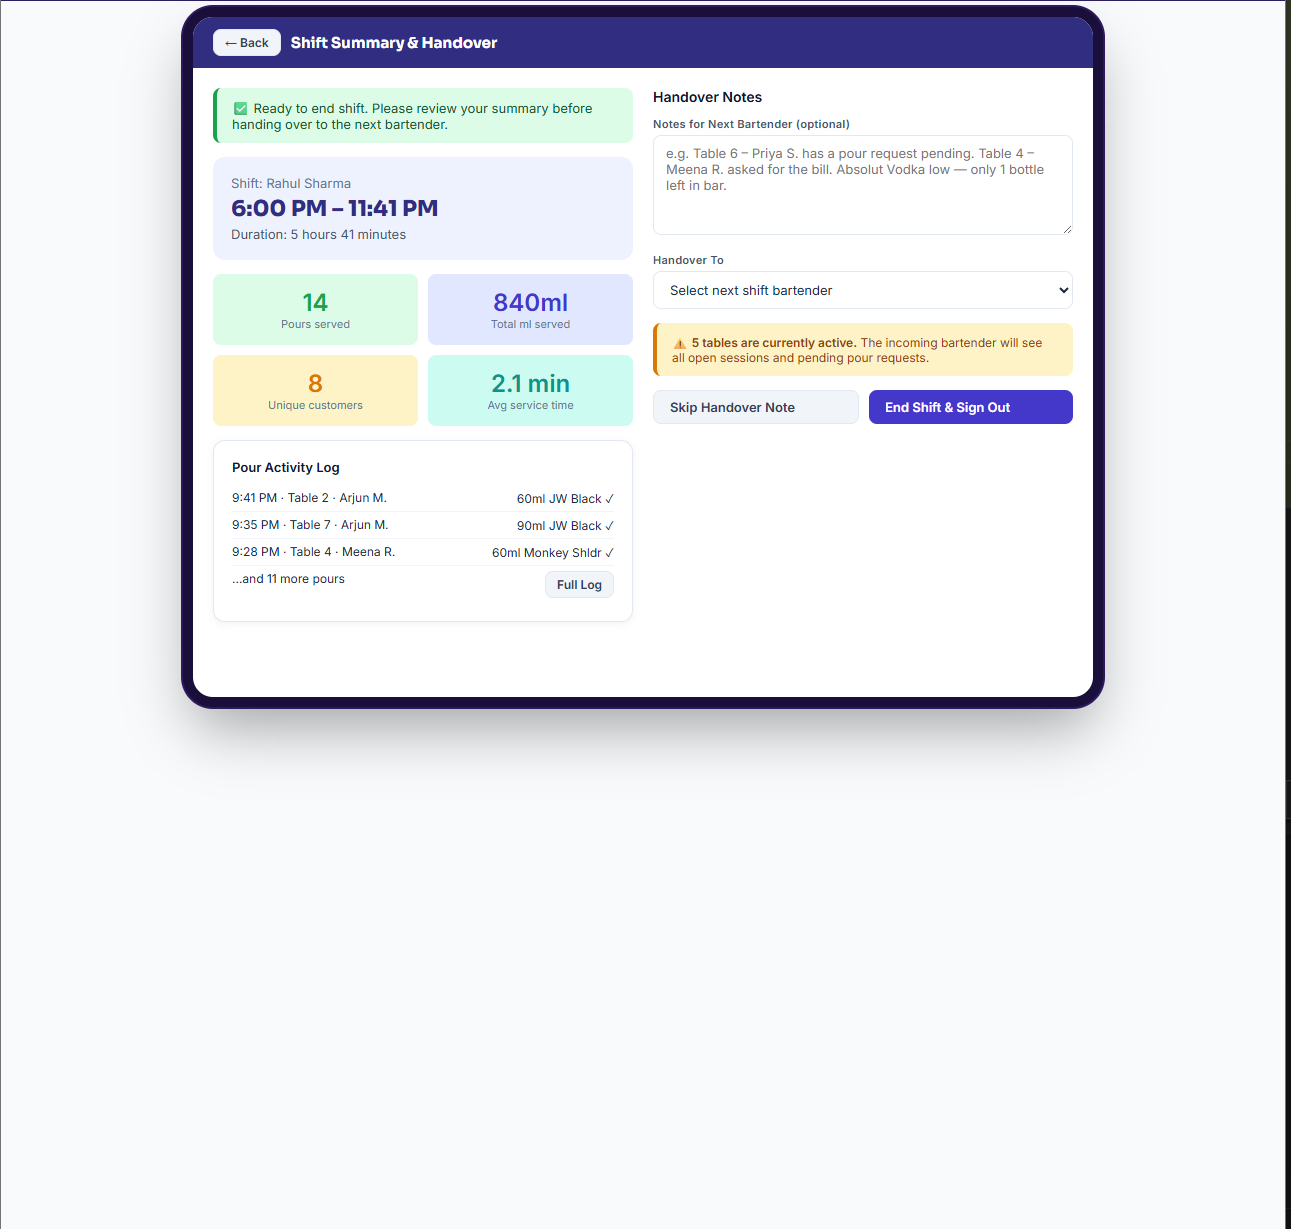 ← Back
Shift Summary & Handover
✅ Ready to end shift. Please review your summary before
handing over to the next bartender.
Shift: Rahul Sharma
6:00 PM – 11:41 PM
Duration: 5 hours 41 minutes
14
Pours served
840ml
Total ml served
8
Unique customers
2.1 min
Avg service time
Pour Activity Log
9:41 PM · Table 2 · Arjun M.
60ml JW Black ✓
9:35 PM · Table 7 · Arjun M.
90ml JW Black ✓
9:28 PM · Table 4 · Meena R.
60ml Monkey Shldr ✓
...and 11 more pours
Full Log
Handover Notes
Notes for Next Bartender (optional)
e.g. Table 6 – Priya S. has a pour request pending. Table 4 –
Meena R. asked for the bill. Absolut Vodka low — only 1 bottle
left in bar.
Handover To
Select next shift bartender
⚠️ 5 tables are currently active. The incoming bartender will see
all open sessions and pending pour requests.
Skip Handover Note
End Shift & Sign Out